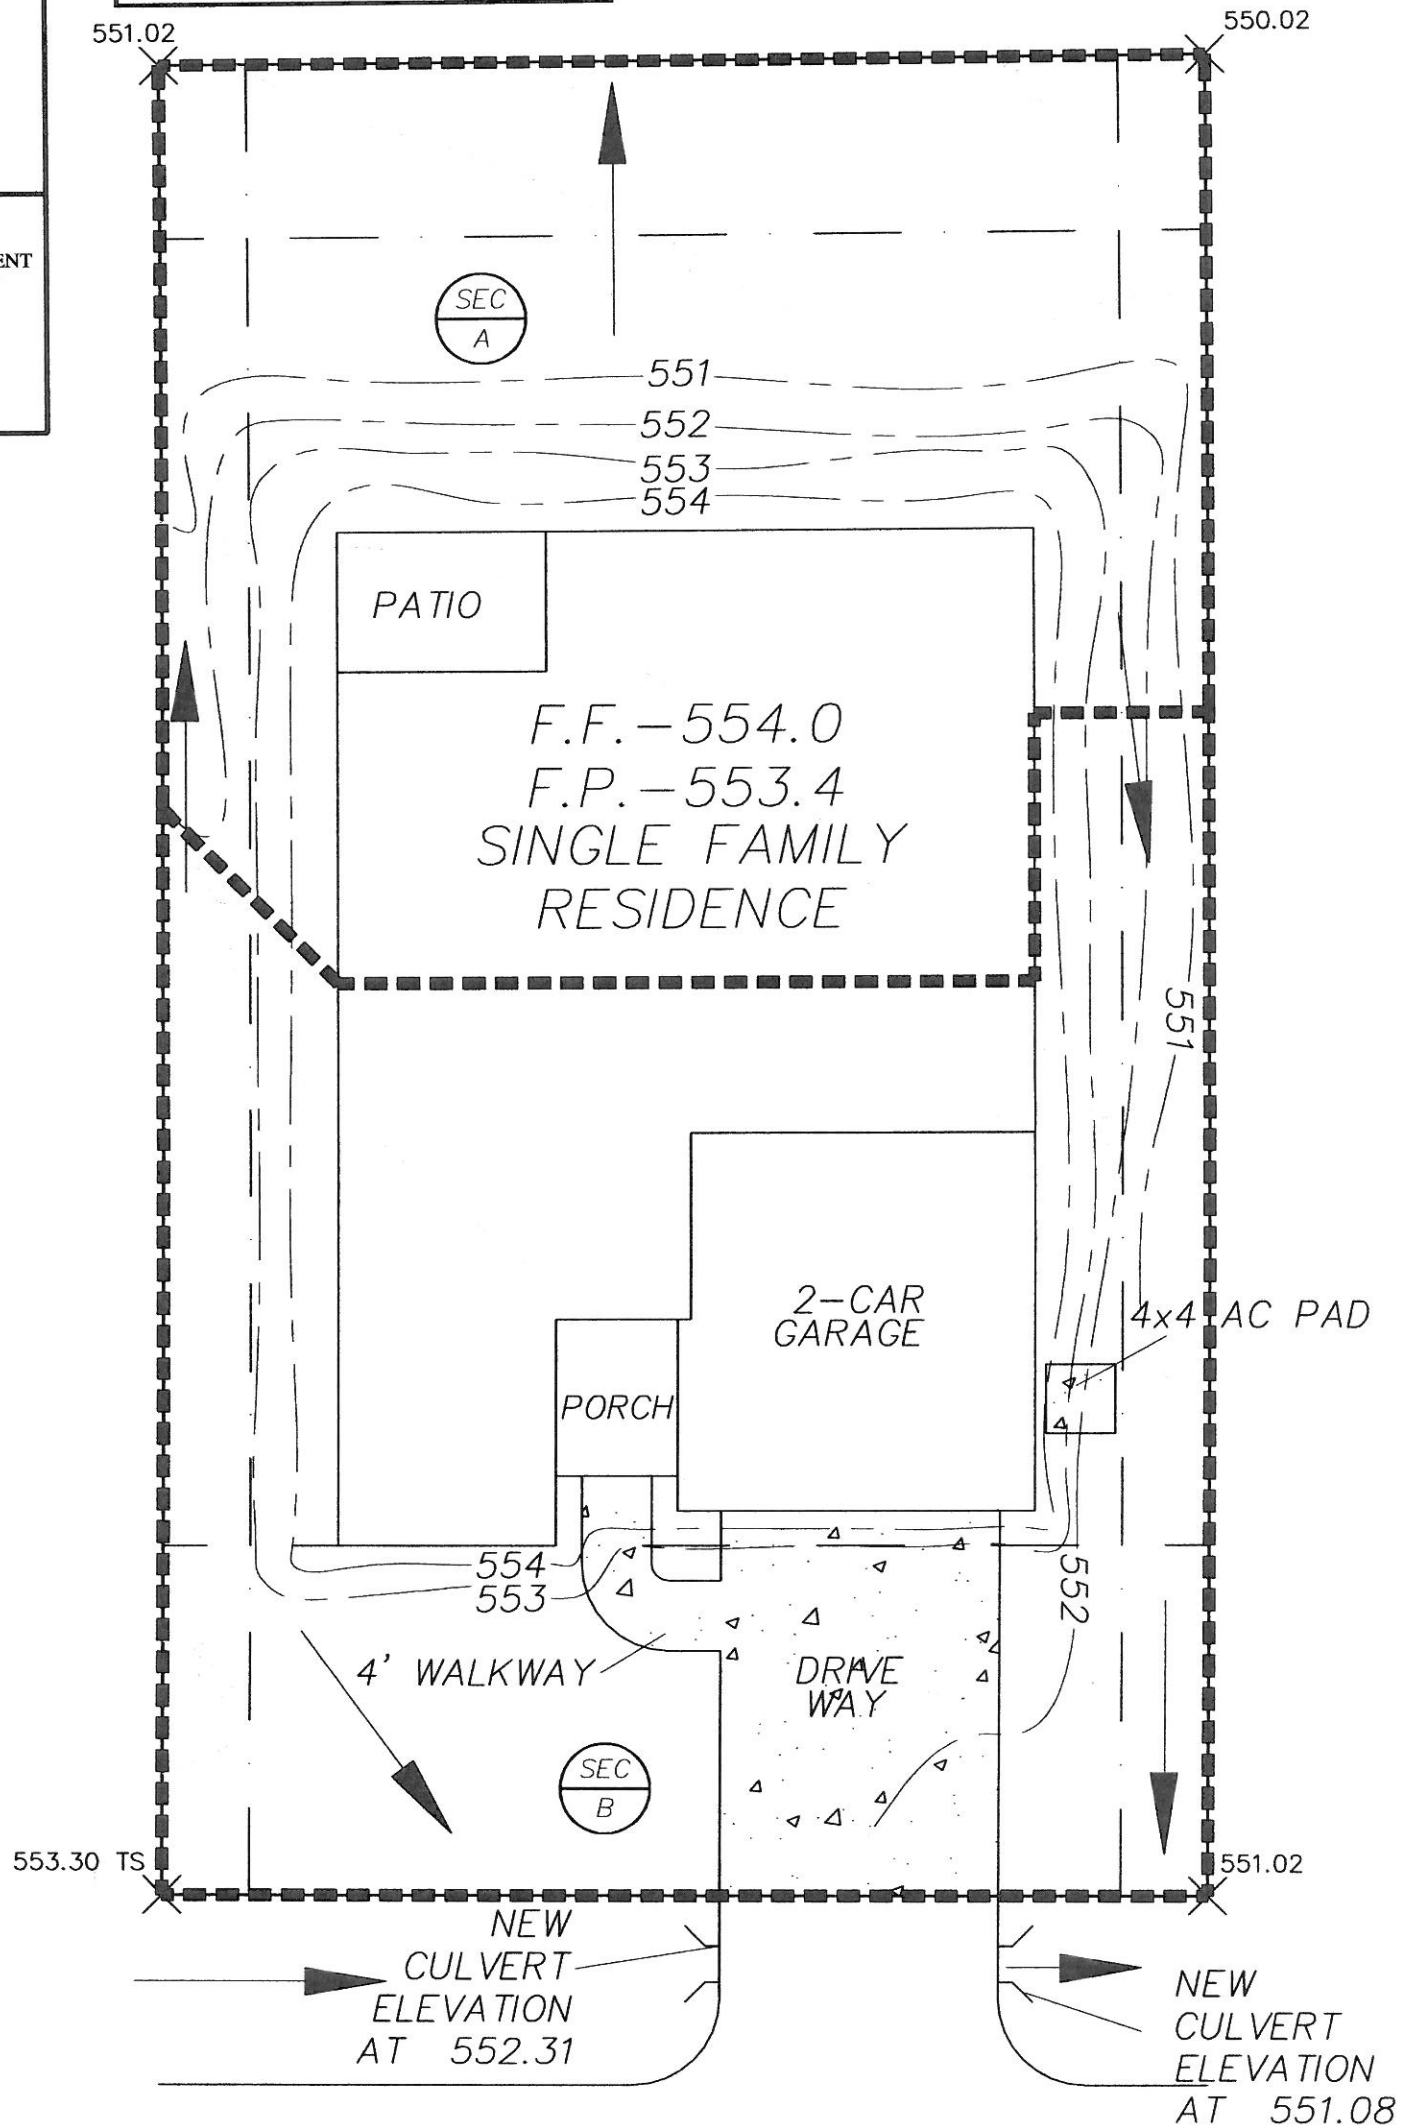 551.02
550.02
ENT
SEC
A
551
552
553
554
PATIO
F.F.-554.0
F.P.-553.4
SINGLE FAMILY
RESIDENCE
551
2-CAR
GARAGE
4x4 AC PAD
PORCH
554
553
552
4' WALKWAY
DRIVE
WAY
SEC
B
553.30 TS
551.02
NEW
CULVERT
ELEVATION
AT 552.31
NEW
CULVERT
ELEVATION
AT 551.08